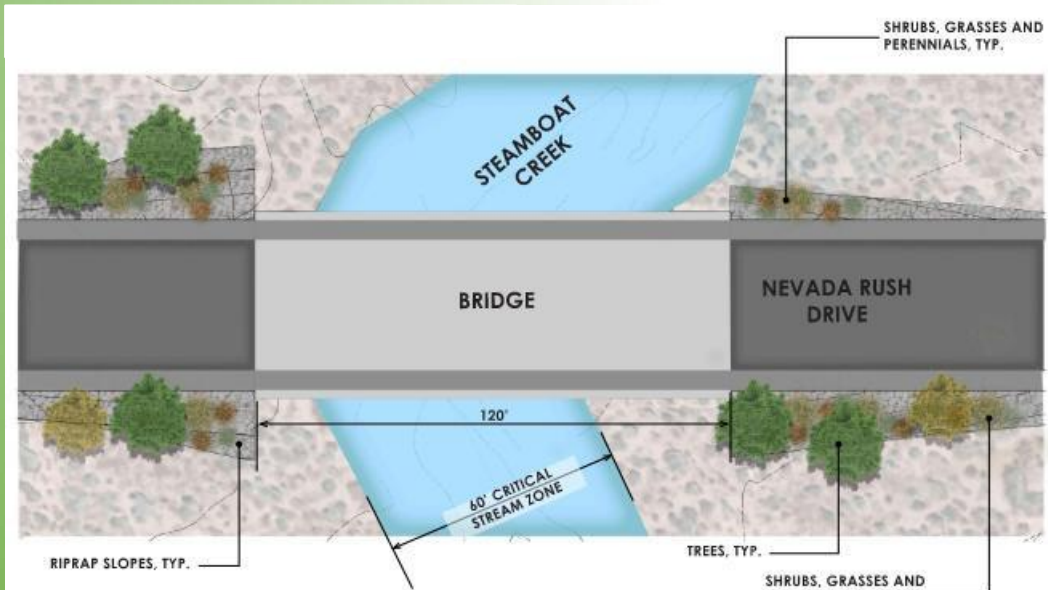 SHRUBS, GRASSES AND
PERENNIALS, TYP.
STEAMBOAT
CREEK
BRIDGE
NEVADA RUSH
DRIVE
120'
60' CRITICAL
STREAM ZONE
RIPRAP SLOPES, TYP.
TREES, TYP.
SHRUBS, GRASSES AND